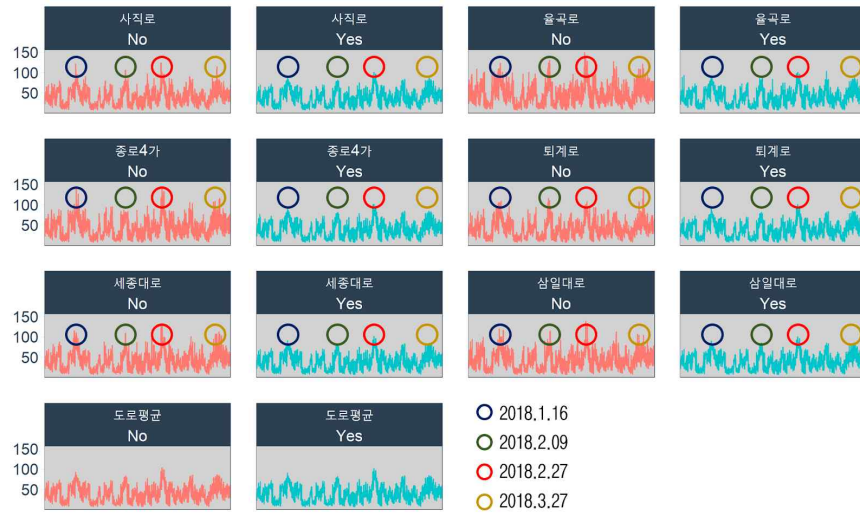 사직로
No
사직로
Yes
율곡로
No
율곡로
Yes
150
100
50
종로4가
No
종로4가
Yes
퇴계로
No
퇴계로
Yes
150
100
50
세종대로
No
세종대로
Yes
삼일대로
No
삼일대로
Yes
150
100
50
도로평균
No
도로평균
Yes
150
100
50
2018.1.16
2018.2.09
2018.2.27
2018.3.27